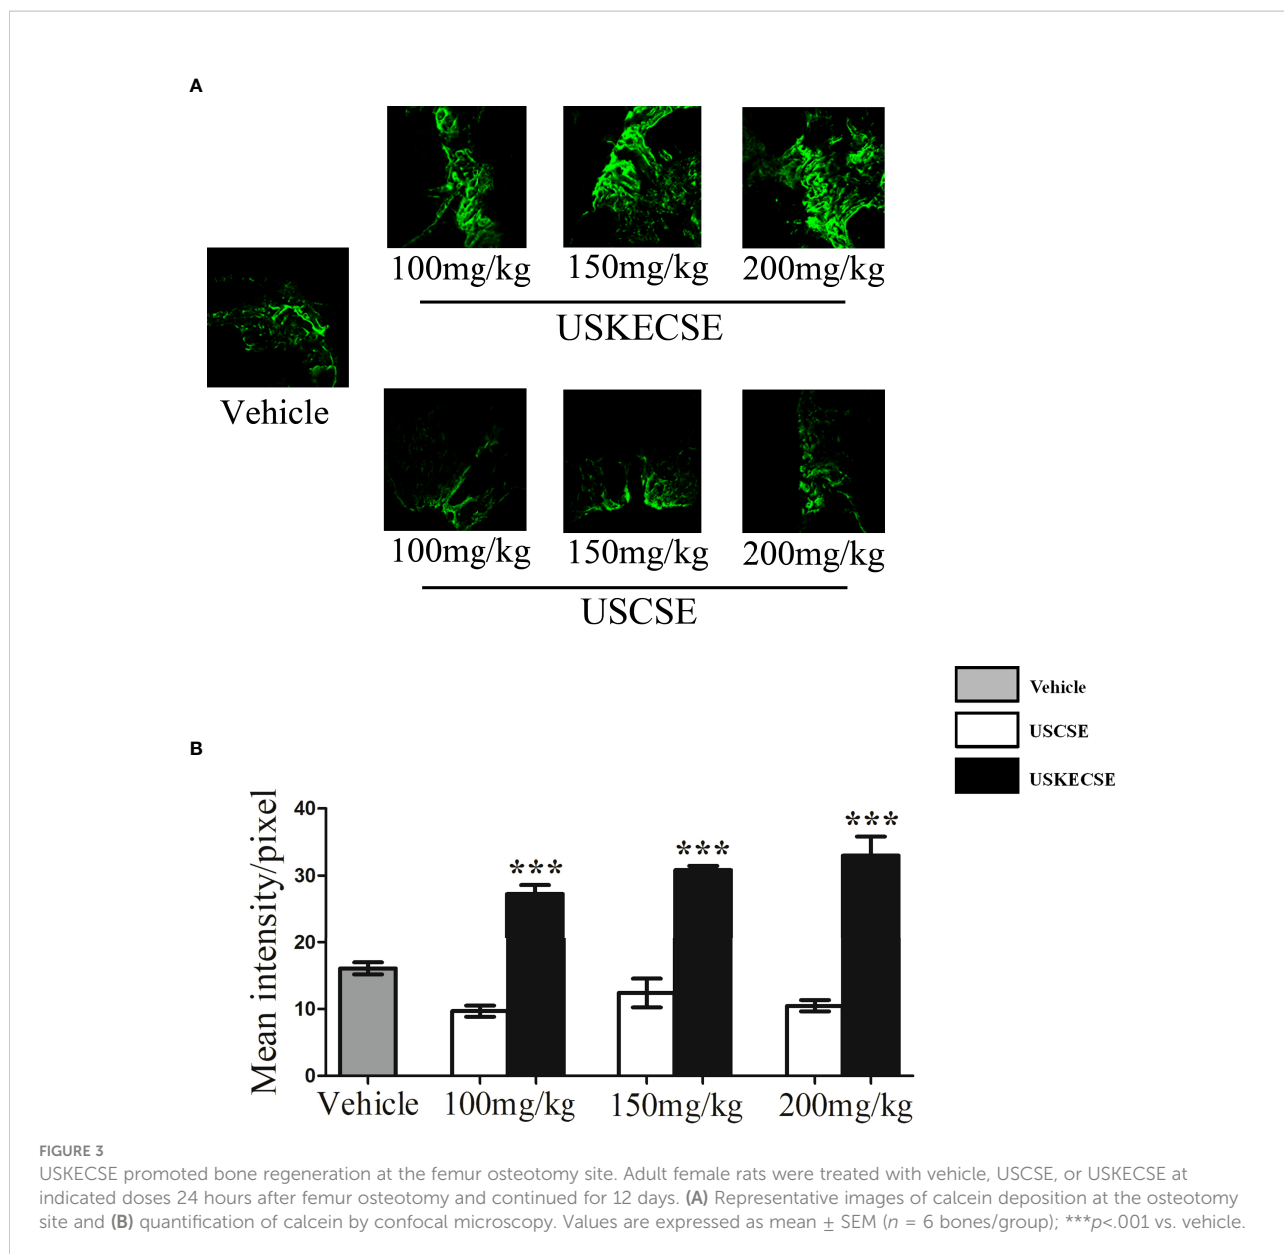 A
100mg/kg 150mg/kg 200mg/kg
USKECSE
Vehicle
100mg/kg 150mg/kg 200mg/kg
USCSE
Vehicle
USCSE
USKECSE
B
Mean intensity/pixel
40
30
20
10
0
*** *** ***
Vehicle 100mg/kg 150mg/kg 200mg/kg
FIGURE 3
USKECSE promoted bone regeneration at the femur osteotomy site. Adult female rats were treated with vehicle, USCSE, or USKECSE at
indicated doses 24 hours after femur osteotomy and continued for 12 days. (A) Representative images of calcein deposition at the osteotomy
site and (B) quantification of calcein by confocal microscopy. Values are expressed as mean ± SEM (n = 6 bones/group); ***p<.001 vs. vehicle.